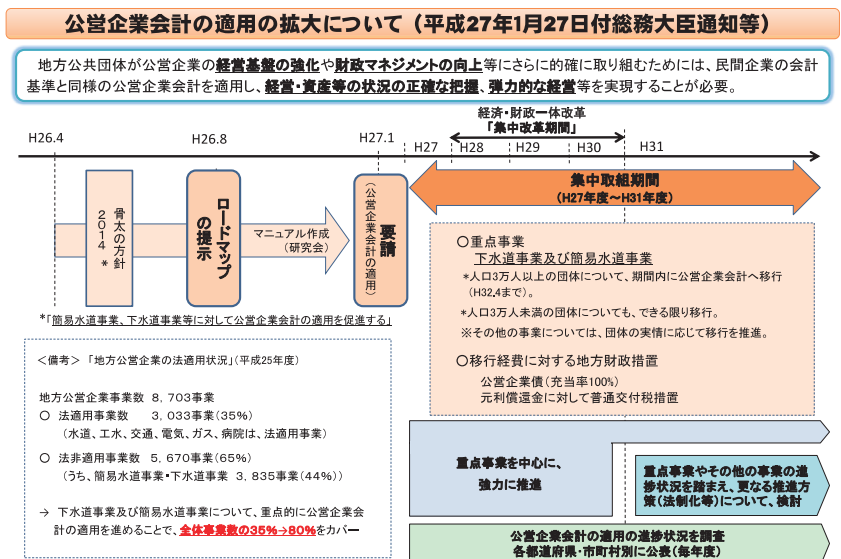 公営企業会計の適用の拡大について（平成27年1月27日付総務大臣通知等）
地方公共団体が公営企業の経営基盤の強化や財政マネジメントの向上等にさらに的確に取り組むためには、民間企業の会計
基準と同様の公営企業会計を適用し、経営・資産等の状況の正確な把握、弾力的な経営等を実現することが必要。
経済・財政一体改革
「集中改革期間」
H26.4
H26.8
H27.1
H27
H28
H29
H30
H31
骨太の方針
2014 *
ロードマップ
の提示
マニュアル作成
（研究会）
要請
（公営企業会計の適用）
集中取組期間
（H27年度～H31年度）
*「簡易水道事業、下水道事業等に対して公営企業会計の適用を促進する」
〇重点事業
下水道事業及び簡易水道事業
*人口3万人以上の団体について、期間内に公営企業会計へ移行
（H32.4まで）。
*人口3万人未満の団体についても、できる限り移行。
※その他の事業については、団体の実情に応じて移行を推進。
〇移行経費に対する地方財政措置
公営企業債（充当率100%）
元利償還金に対して普通交付税措置
＜備考＞ 「地方公営企業の法適用状況」（平成25年度）
地方公営企業事業数 8,703事業
〇 法適用事業数 3,033事業（35%）
（水道、工水、交通、電気、ガス、病院は、法適用事業）
〇 法非適用事業数 5,670事業（65%）
（うち、簡易水道事業・下水道事業 3,835事業（44%））
→ 下水道事業及び簡易水道事業について、重点的に公営企業会
計の適用を進めることで、全体事業数の35%→80%をカバー
重点事業を中心に、
強力に推進
重点事業やその他の事業の進
捗状況を踏まえ、更なる推進方
策（法制化等）について、検討
公営企業会計の適用の進捗状況を調査
各都道府県・市町村別に公表（毎年度）